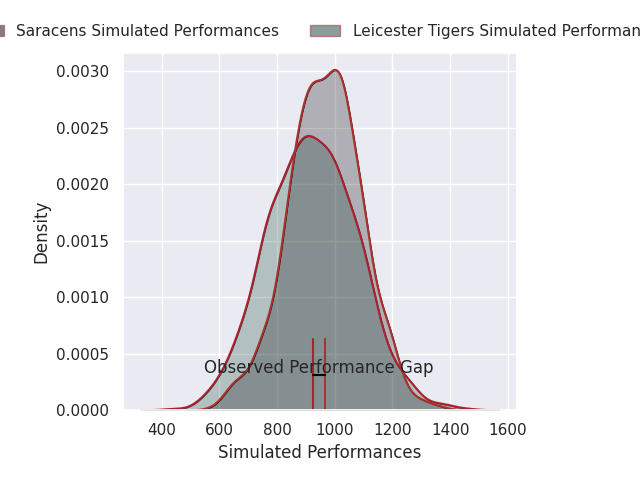 Saracens Simulated Performances
Leicester Tigers Simulated Performan
0.0030
0.0025
0.0020
0.0015
0.0010
0.0005
0.0000
Density
Observed Performance Gap
400 600 800 1000 1200 1400 1600
Simulated Performances